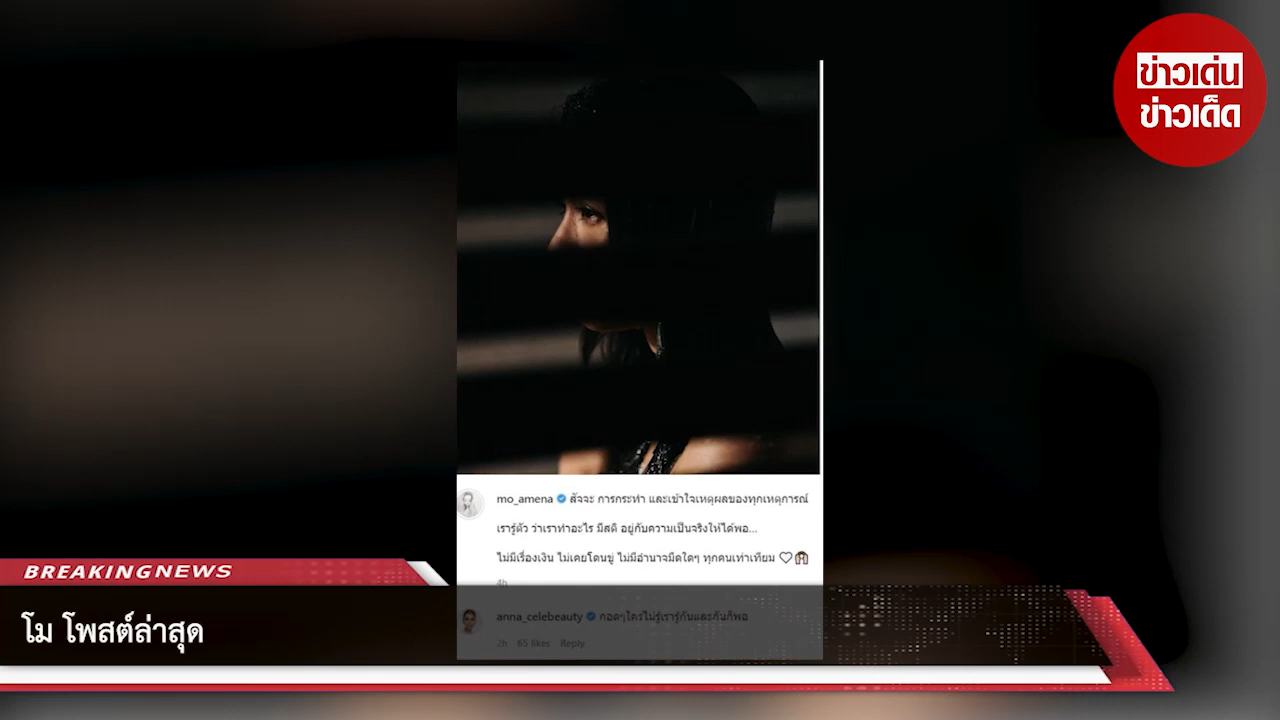 ข่าวเด่น
ข่าวเด็ด
mo_amena สัจจะ การกระทำ และเข้าใจเหตุผลของทุกเหตุการณ์
เรารู้ตัว ว่าเราทำอะไร มีสติ อยู่กับความเป็นจริงให้ได้พอ...
ไม่มีเรื่องเงิน ไม่เคยโดนขู่ ไม่มีอำนาจมืดใดๆ ทุกคนเท่าเทียม
4h
anna_celebeauty กอดๆใครไม่รู้เรารู้กันและกันก็พอ
2h 65 likes Reply
BREAKING NEWS
โม โพสต์ล่าสุด